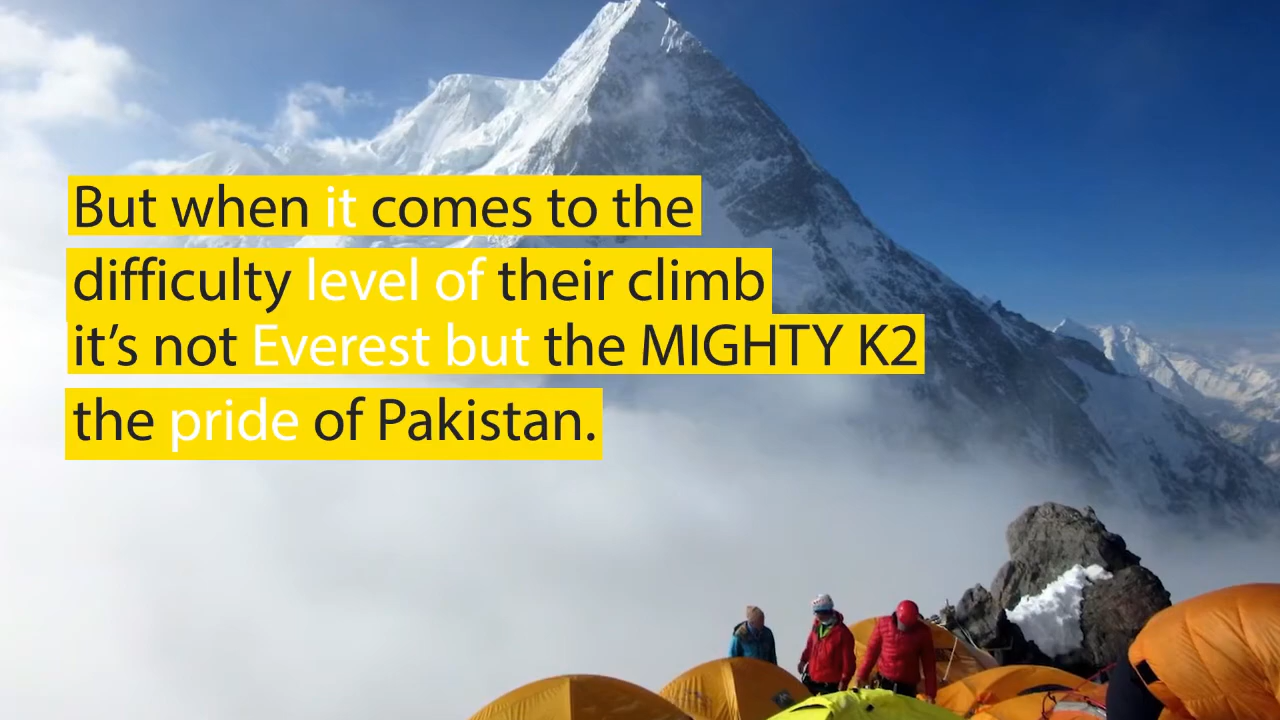 But when it comes to the
difficulty level of their climb
it’s not Everest but the MIGHTY K2
the pride of Pakistan.